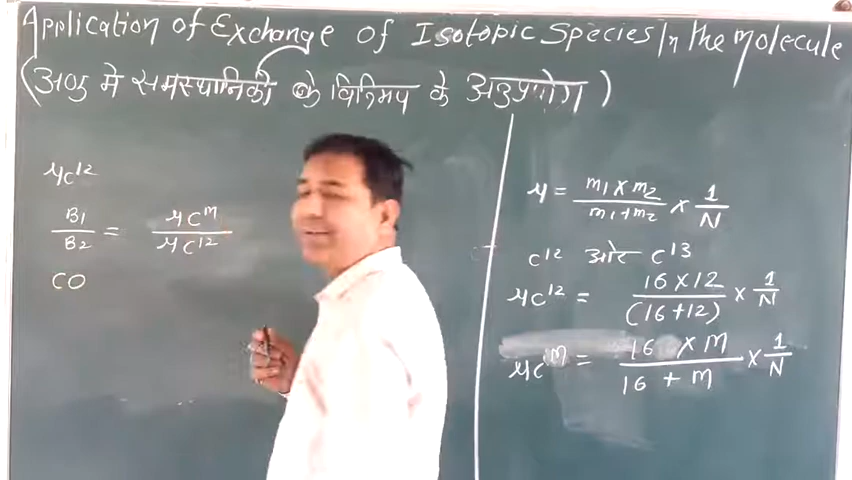 Application of Exchange of Isotopic Species In the molecule
(अणु मे समस्थानिको के विनिमय के अनुप्रयोग)
μC¹²
B₁/B₂ = μC^m/μC¹²
CO
μ = m₁×m₂/m₁+m₂ × 1/N
C¹² और C¹³
μC¹² = 16×12/(16+12) × 1/N
μC^m = 16 × m/16 + m × 1/N